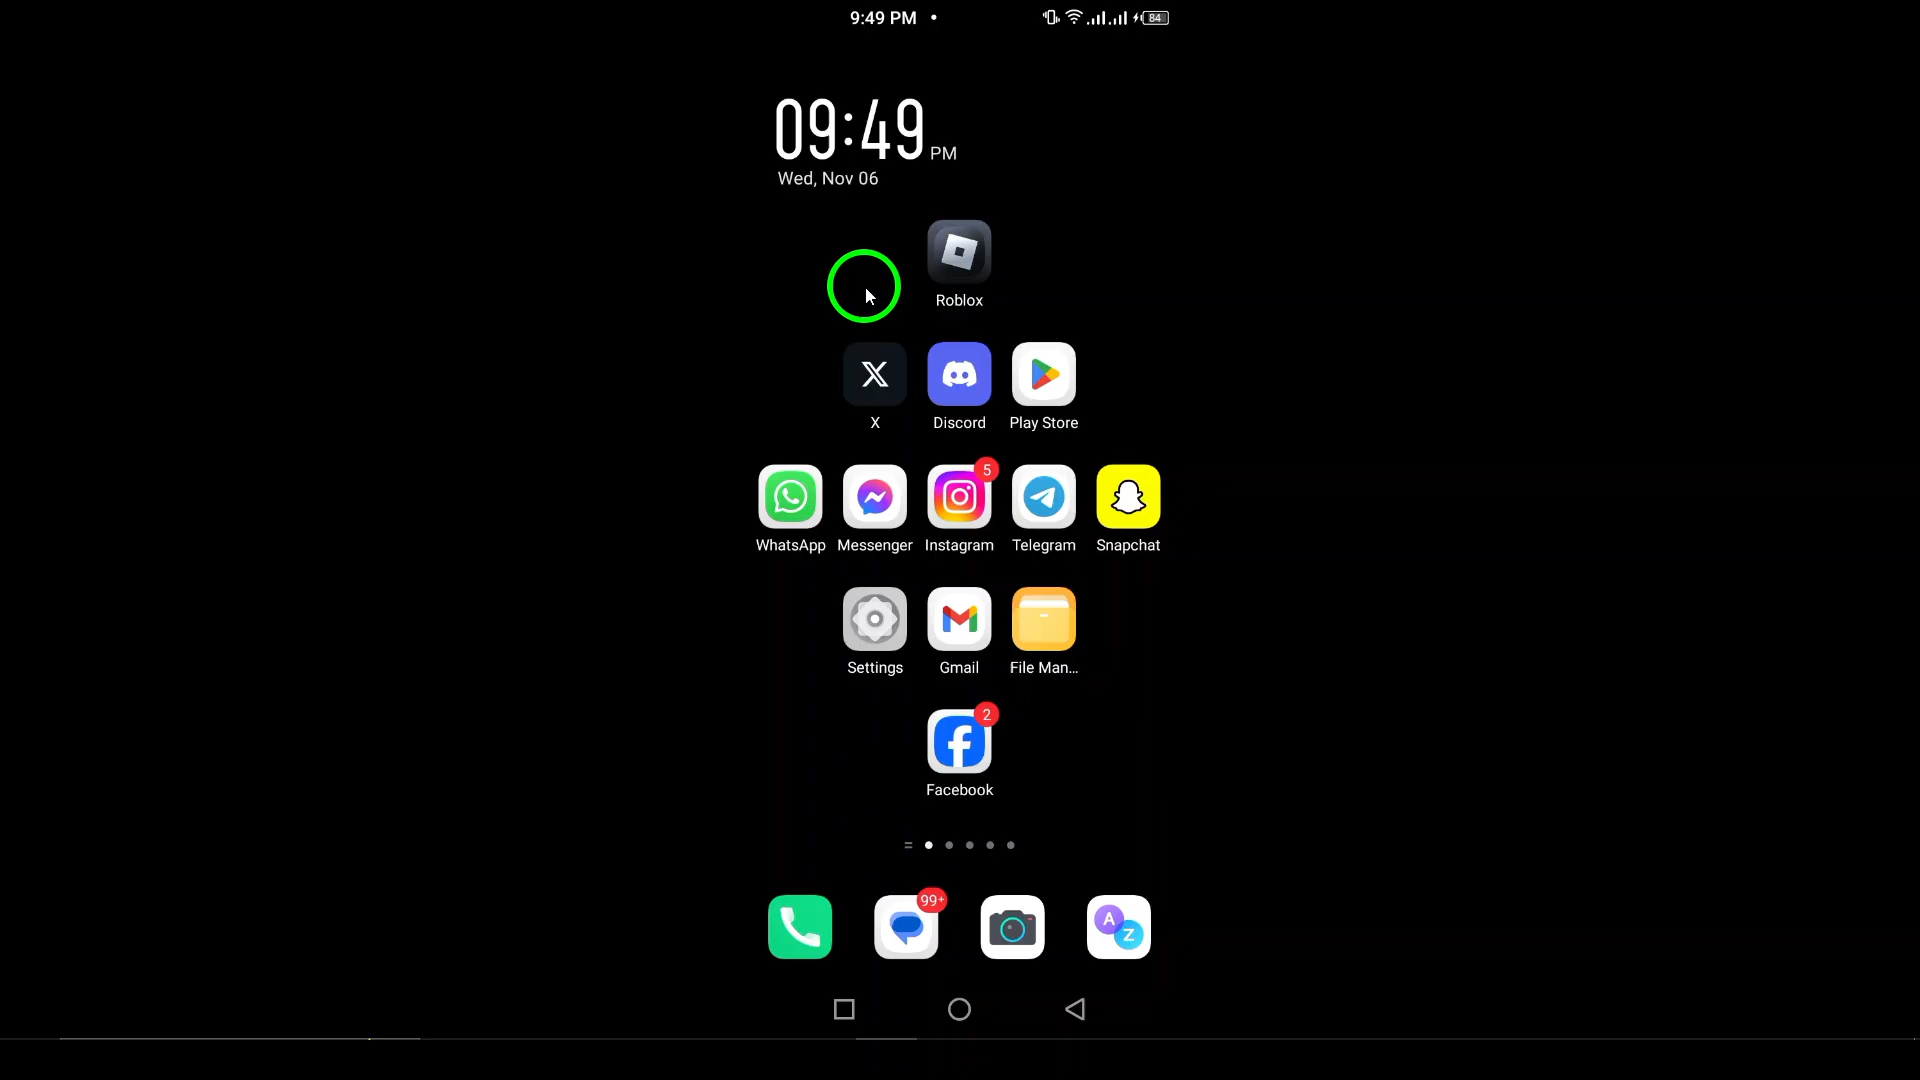 9:49 PM
84
09:49 PM
Wed, Nov 06
Roblox
X
Discord
Play Store
5
WhatsApp
Messenger
Instagram
Telegram
Snapchat
Settings
Gmail
File Man...
2
Facebook
99+
A
Z